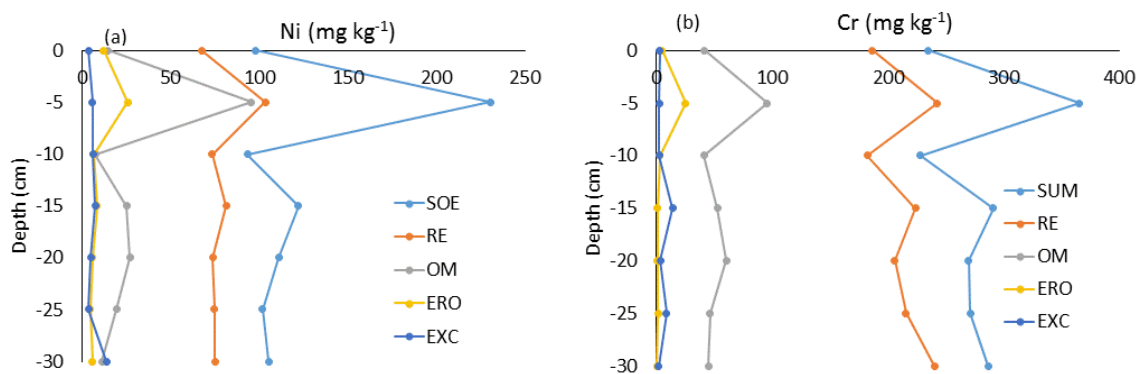 (a) Ni (mg kg⁻¹)
0 50 100 150 200 250
0
-5
-10
-15
-20
-25
-30
Depth (cm)
SOE
RE
OM
ERO
EXC
(b) Cr (mg kg⁻¹)
0 100 200 300 400
0
-5
-10
-15
-20
-25
-30
Depth (cm)
SUM
RE
OM
ERO
EXC